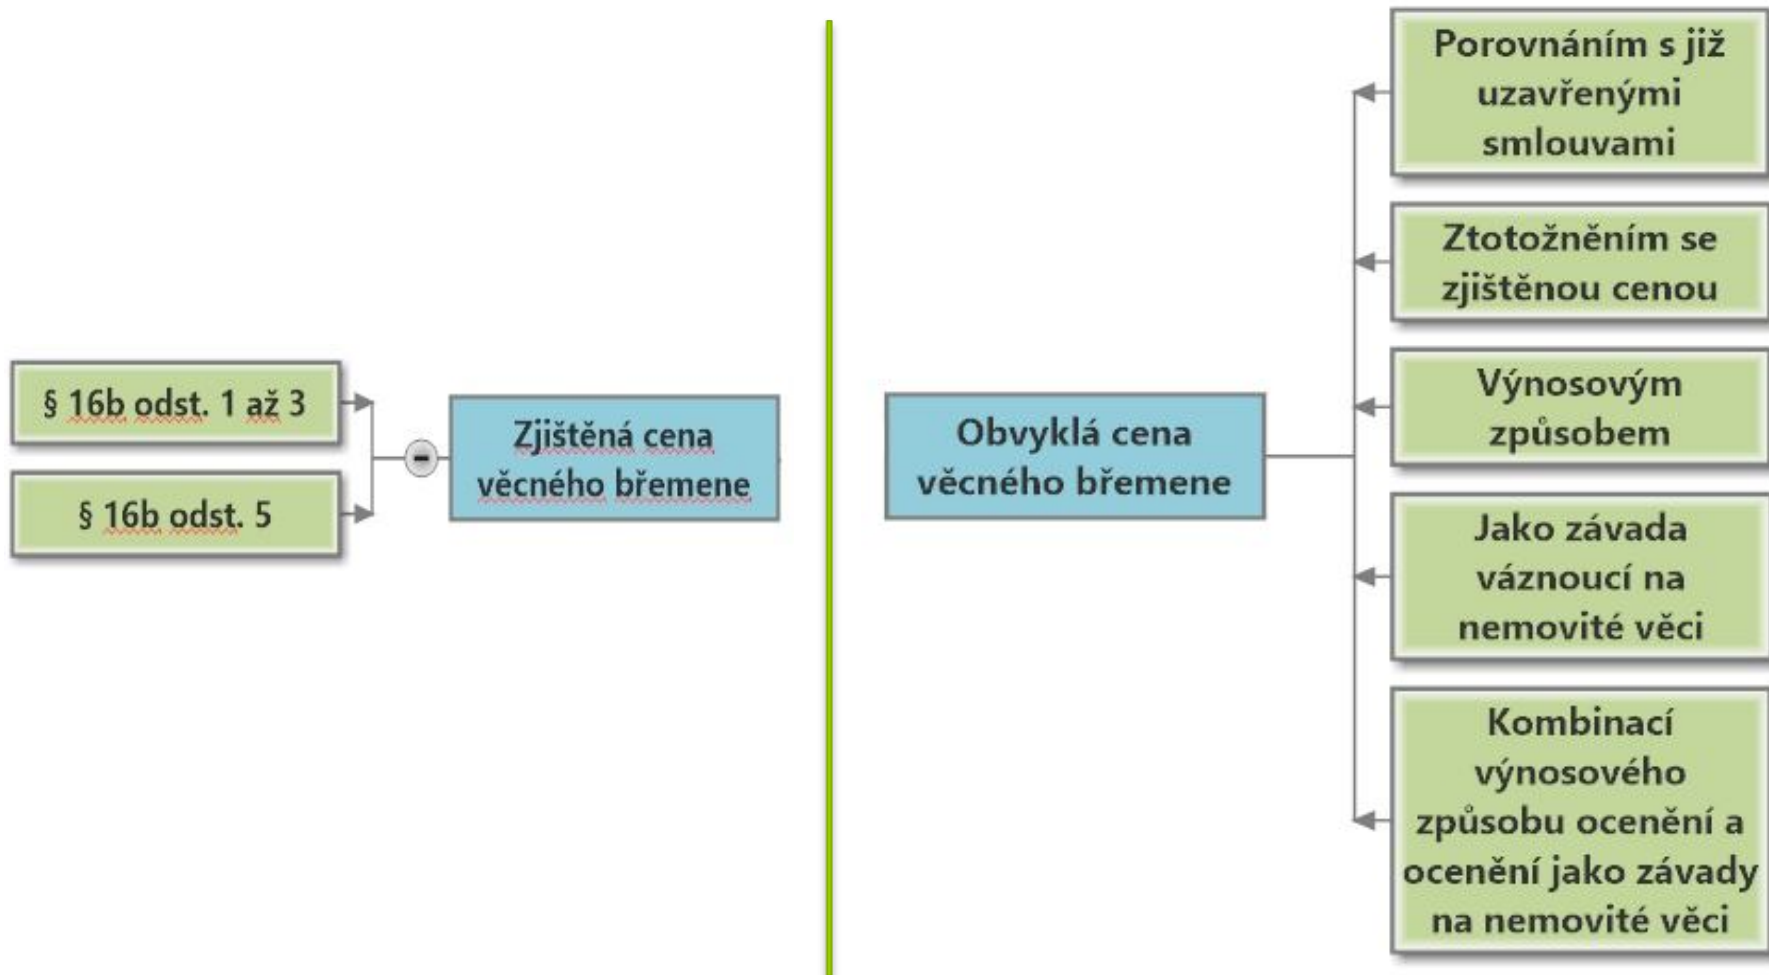 § 16b odst. 1 až 3
§ 16b odst. 5
Zjištěná cena
věcného břemene
Obvyklá cena
věcného břemene
Porovnáním s již
uzavřenými
smlouvami
Ztotožněním se
zjištěnou cenou
Výnosovým
způsobem
Jako závada
váznoucí na
nemovité věci
Kombinací
výnosového
způsobu ocenění a
ocenění jako závady
na nemovité věci